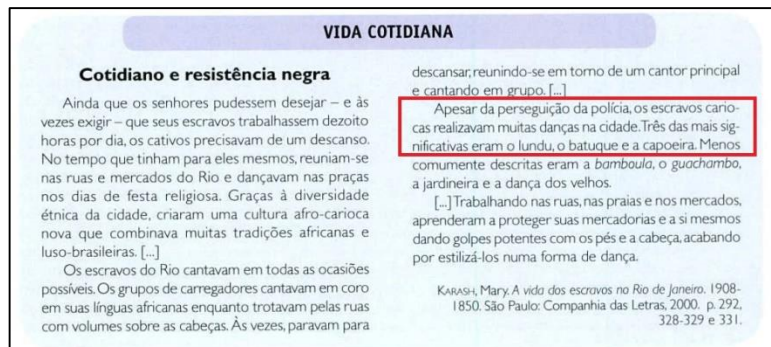 VIDA COTIDIANA
Cotidiano e resistência negra
Ainda que os senhores pudessem desejar – e às
vezes exigir – que seus escravos trabalhassem dezoito
horas por dia, os cativos precisavam de um descanso.
No tempo que tinham para eles mesmos, reuniam-se
nas ruas e mercados do Rio e dançavam nas praças
nos dias de festa religiosa. Graças à diversidade
étnica da cidade, criaram uma cultura afro-carioca
nova que combinava muitas tradições africanas e
luso-brasileiras. [...]
Os escravos do Rio cantavam em todas as ocasiões
possíveis. Os grupos de carregadores cantavam em coro
em suas línguas africanas enquanto trotavam pelas ruas
com volumes sobre as cabeças. Às vezes, paravam para
descansar, reunindo-se em torno de um cantor principal
e cantando em grupo. [...]
Apesar da perseguição da polícia, os escravos cario-
cas realizavam muitas danças na cidade. Três das mais sig-
nificativas eram o lundu, o batuque e a capoeira. Menos
comumente descritas eram a bamboula, o guachambo,
a jardineira e a dança dos velhos.
[...] Trabalhando nas ruas, nas praias e nos mercados,
aprenderam a proteger suas mercadorias e a si mesmos
dando golpes potentes com os pés e a cabeça, acabando
por estilizá-los numa forma de dança.
KARASH, Mary. A vida dos escravos no Rio de Janeiro. 1908-
1850. São Paulo: Companhia das Letras, 2000. p. 292,
328-329 e 331.